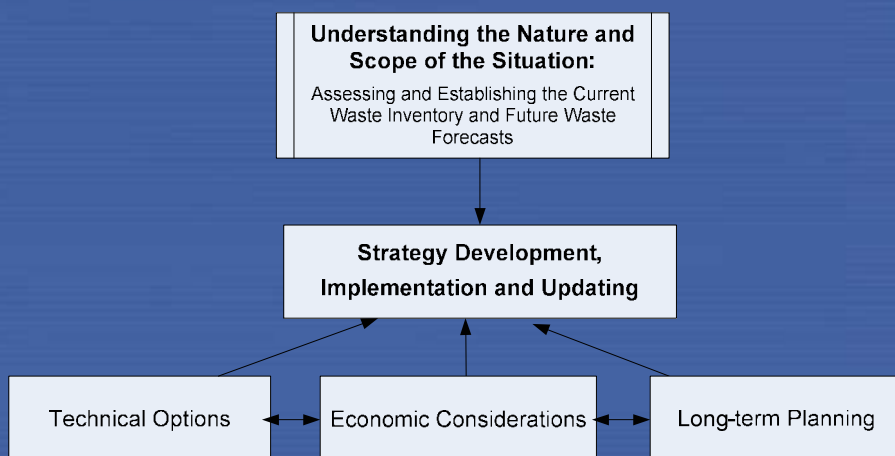 Understanding the Nature and
Scope of the Situation:
Assessing and Establishing the Current
Waste Inventory and Future Waste
Forecasts
Strategy Development,
Implementation and Updating
Technical Options
Economic Considerations
Long-term Planning